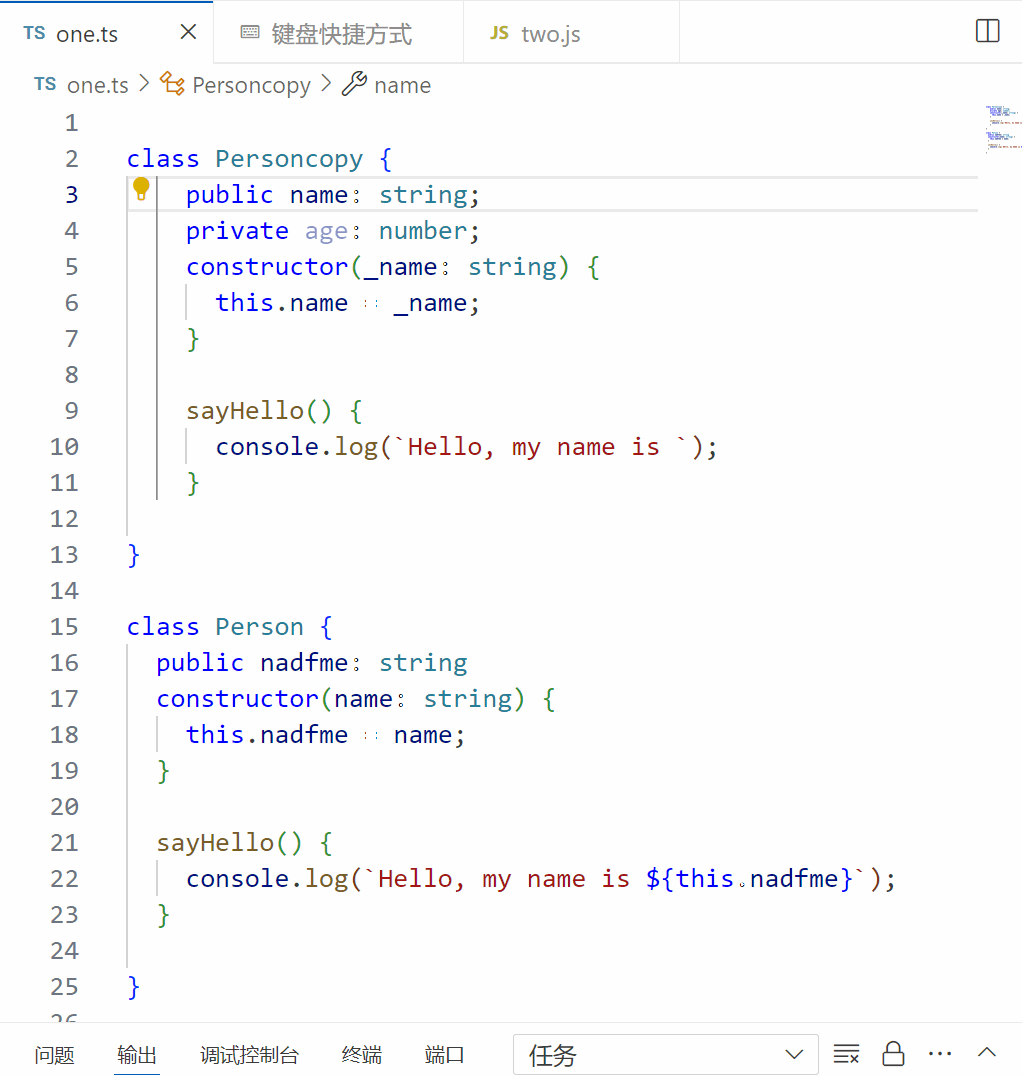 TS one.ts 键盘快捷方式 JS two.js
TS one.ts > Personcopy > name
1
2 class Personcopy {
3 public name: string;
4 private age: number;
5 constructor(_name: string) {
6 this.name = _name;
7 }
8
9 sayHello() {
10 console.log(`Hello, my name is `);
11 }
12
13 }
14
15 class Person {
16 public nadfme: string
17 constructor(name: string) {
18 this.nadfme = name;
19 }
20
21 sayHello() {
22 console.log(`Hello, my name is ${this.nadfme}`);
23 }
24
25 }
26
问题 输出 调试控制台 终端 端口 任务